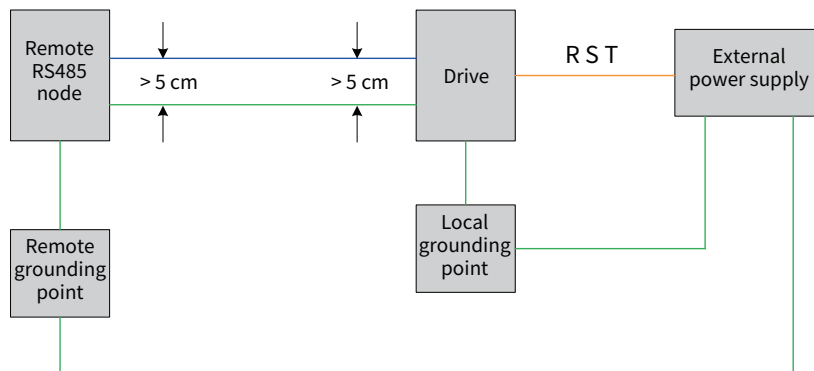 Remote
RS485
node
> 5 cm
> 5 cm
Drive
R S T
External
power supply
Remote
grounding
point
Local
grounding
point